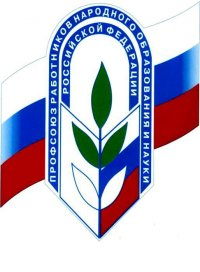 ПРОФСОЮЗ РАБОТНИКОВ НАРОДНОГО ОБРАЗОВАНИЯ И НАУКИ
РОССИЙСКОЙ ФЕДЕРАЦИИ